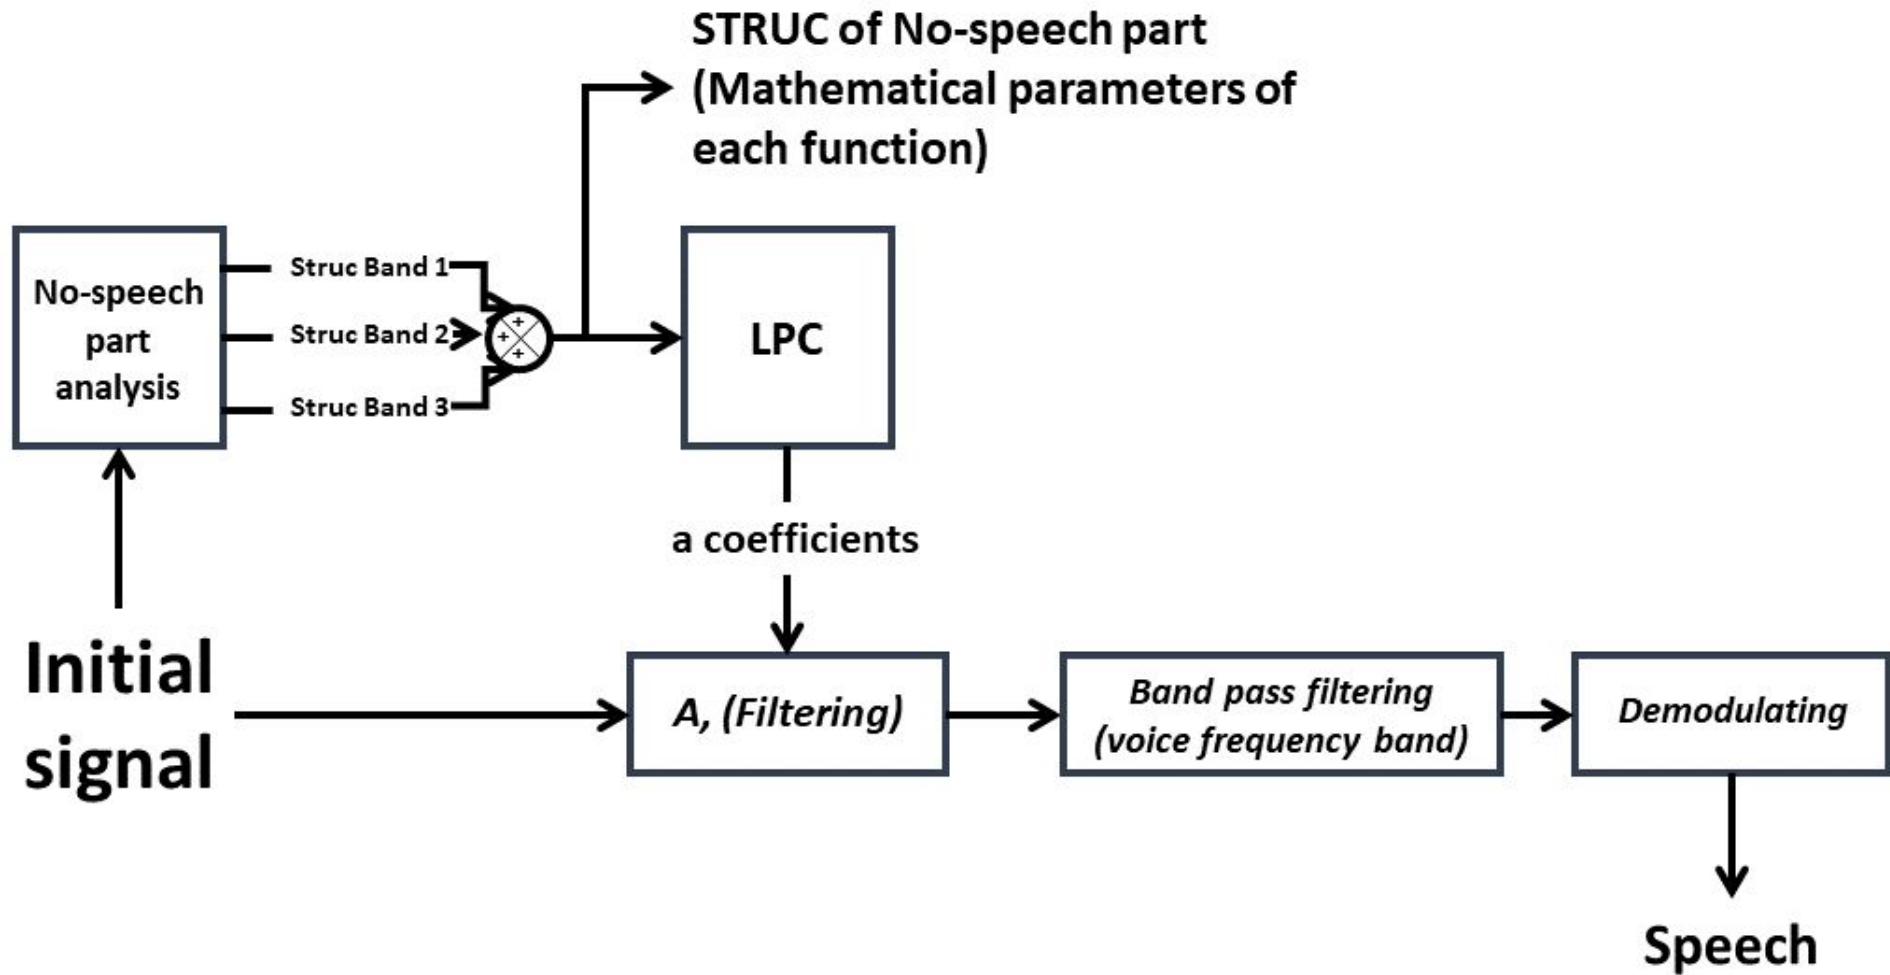 STRUC of No-speech part
(Mathematical parameters of
each function)
No-speech
part
analysis
Struc Band 1
Struc Band 2
Struc Band 3
+
+
+
LPC
a coefficients
Initial
signal
A, (Filtering)
Band pass filtering
(voice frequency band)
Demodulating
Speech